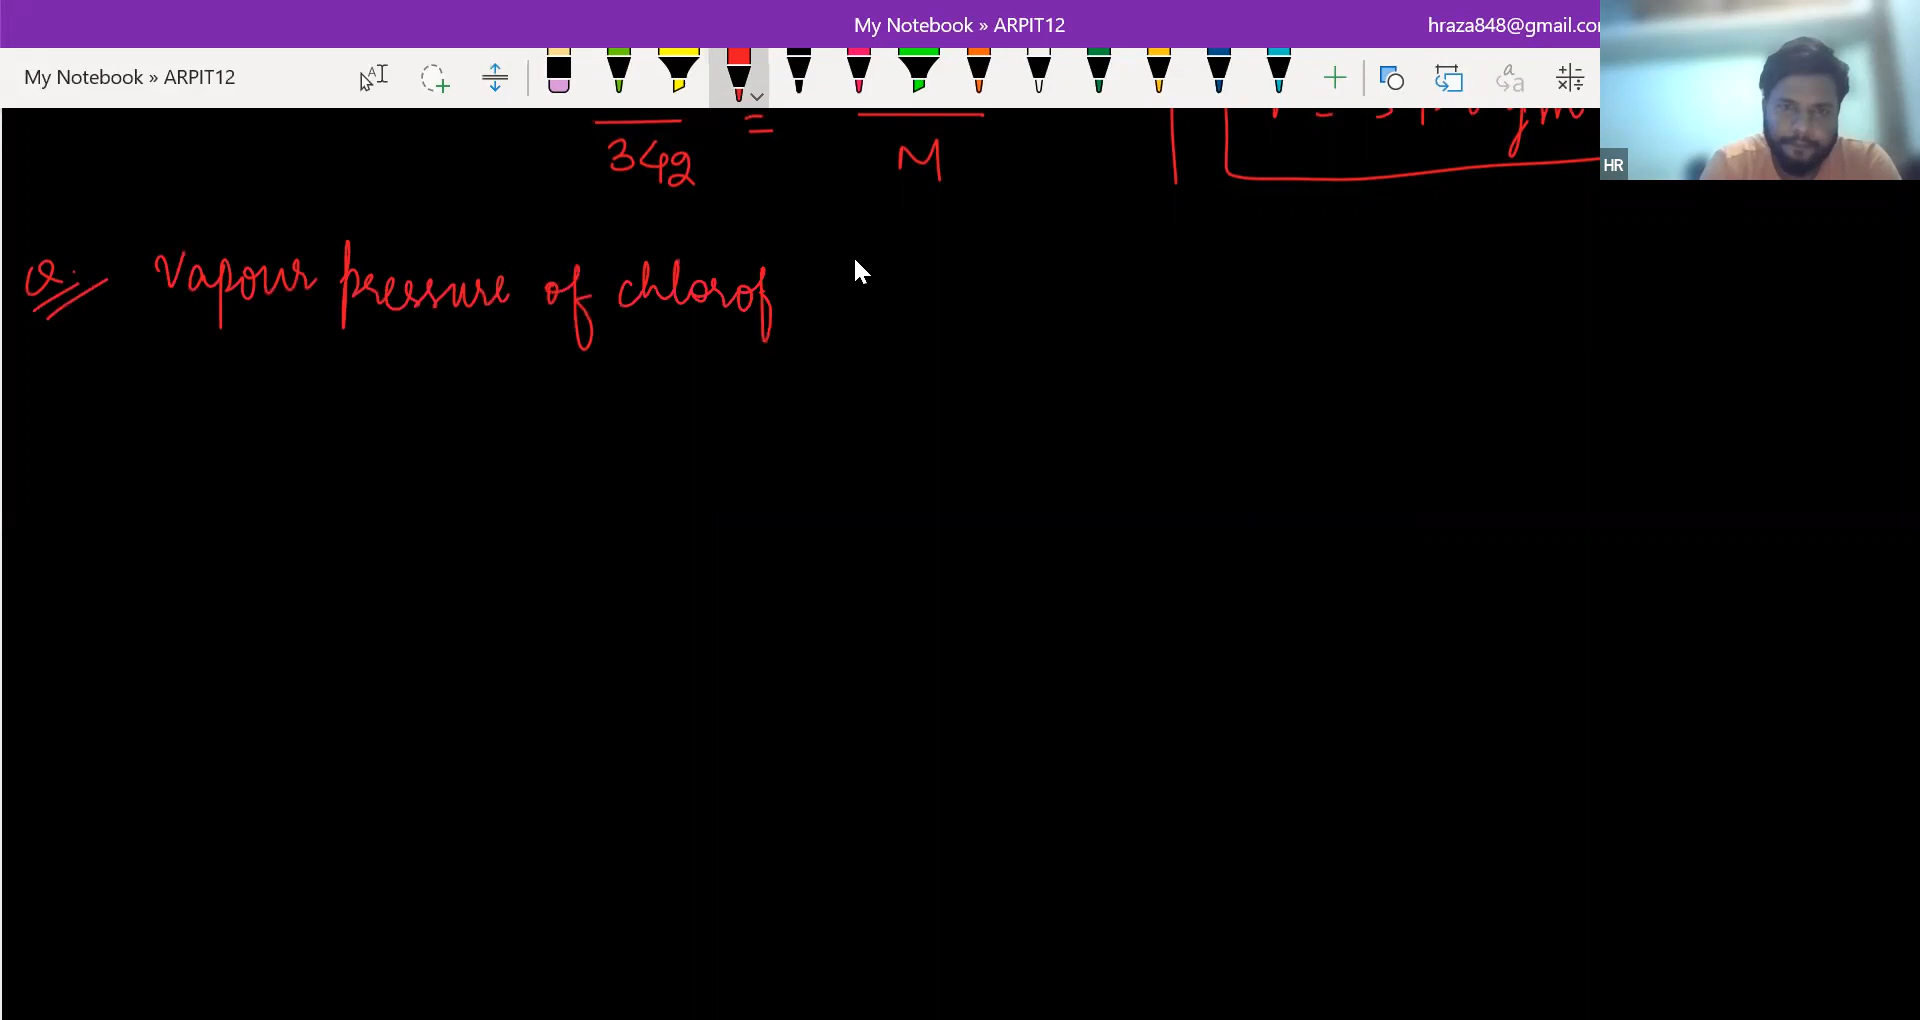 My Notebook » ARPIT12
hraza848@gmail.co
My Notebook » ARPIT12
HR
342 = M
Q. Vapour pressure of chlorof